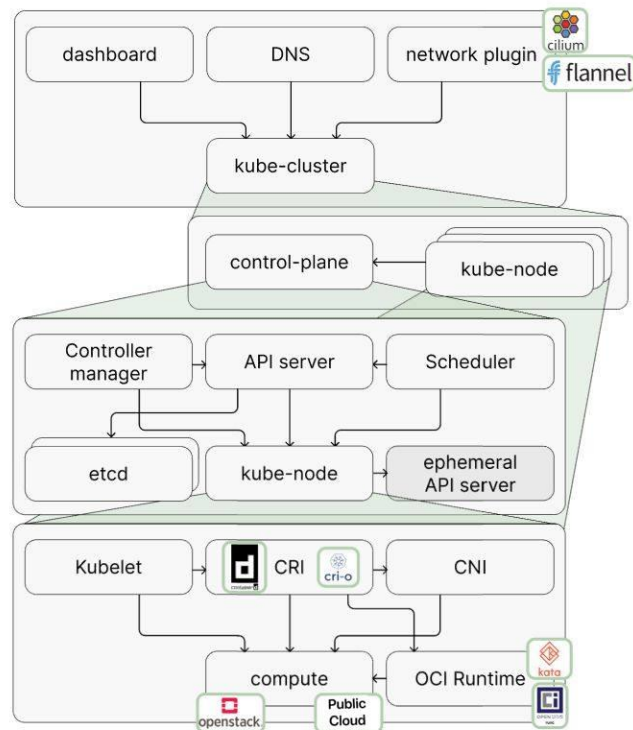 dashboard
DNS
network plugin
cilium
flannel
kube-cluster
control-plane
kube-node
Controller
manager
API server
Scheduler
etcd
kube-node
ephemeral
API server
Kubelet
d
CRI
cri-o
CNI
compute
OCI Runtime
kata
openstack.
Public
Cloud
Ci